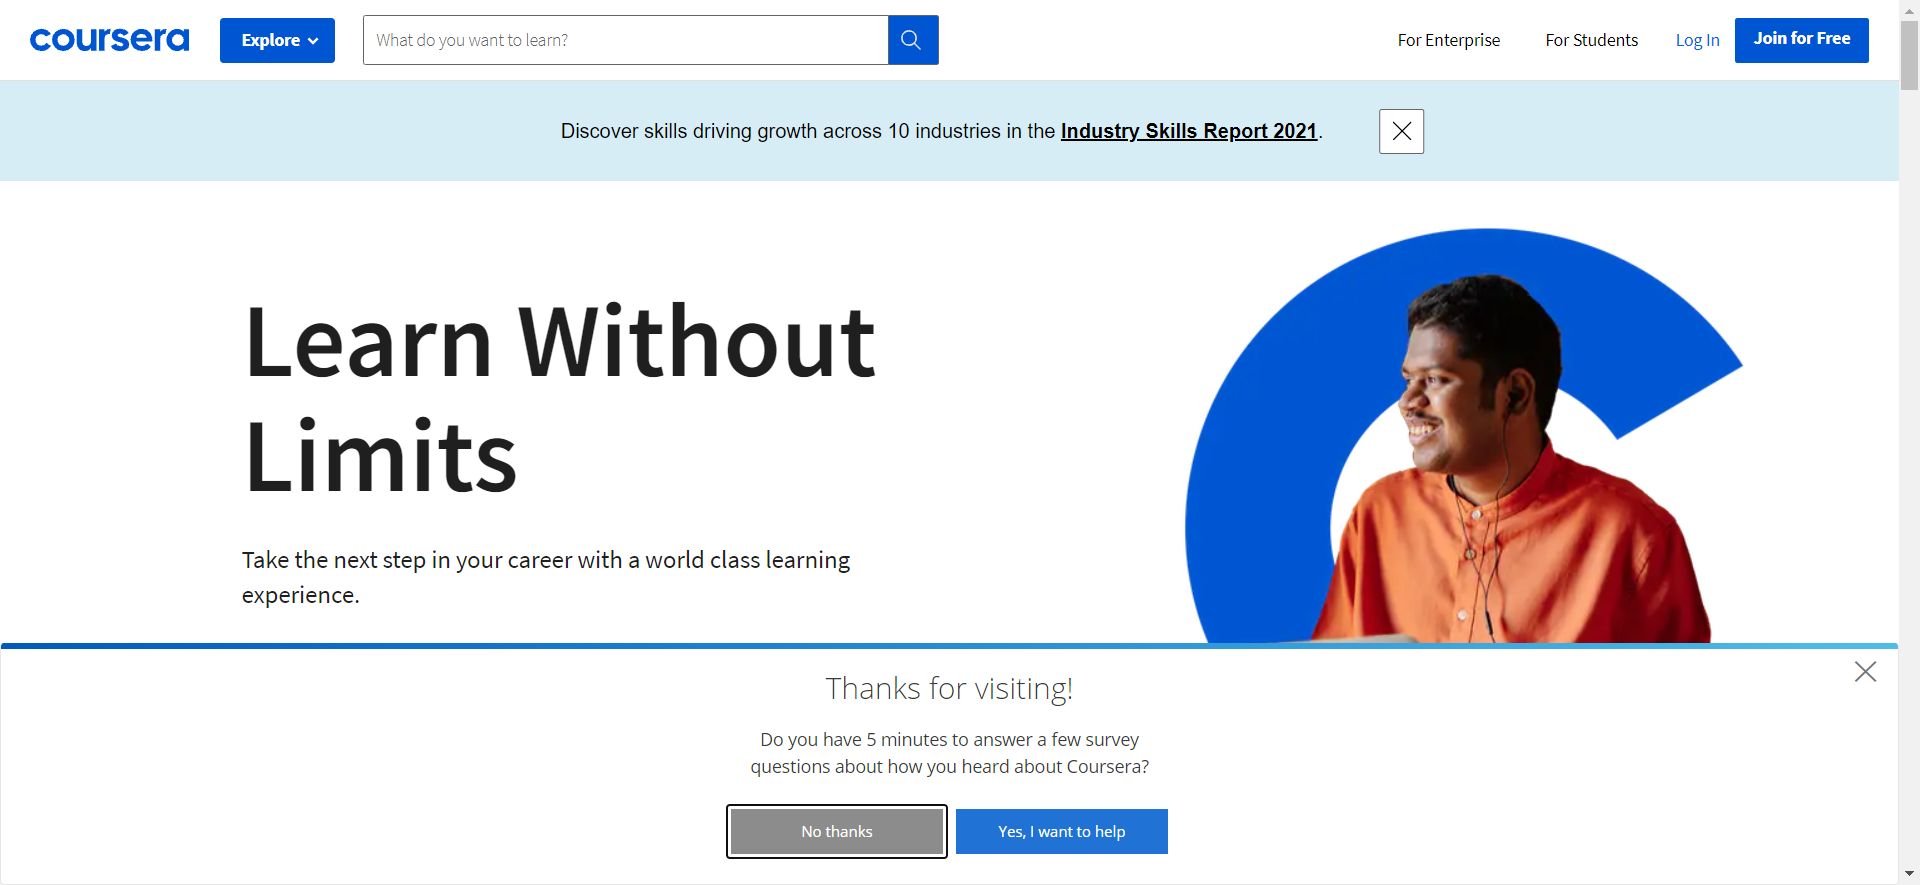 coursera
Explore
What do you want to learn?
For Enterprise
For Students
Log In
Join for Free
Discover skills driving growth across 10 industries in the Industry Skills Report 2021.
Learn Without
Limits
Take the next step in your career with a world class learning
experience.
Thanks for visiting!
Do you have 5 minutes to answer a few survey
questions about how you heard about Coursera?
No thanks
Yes, I want to help